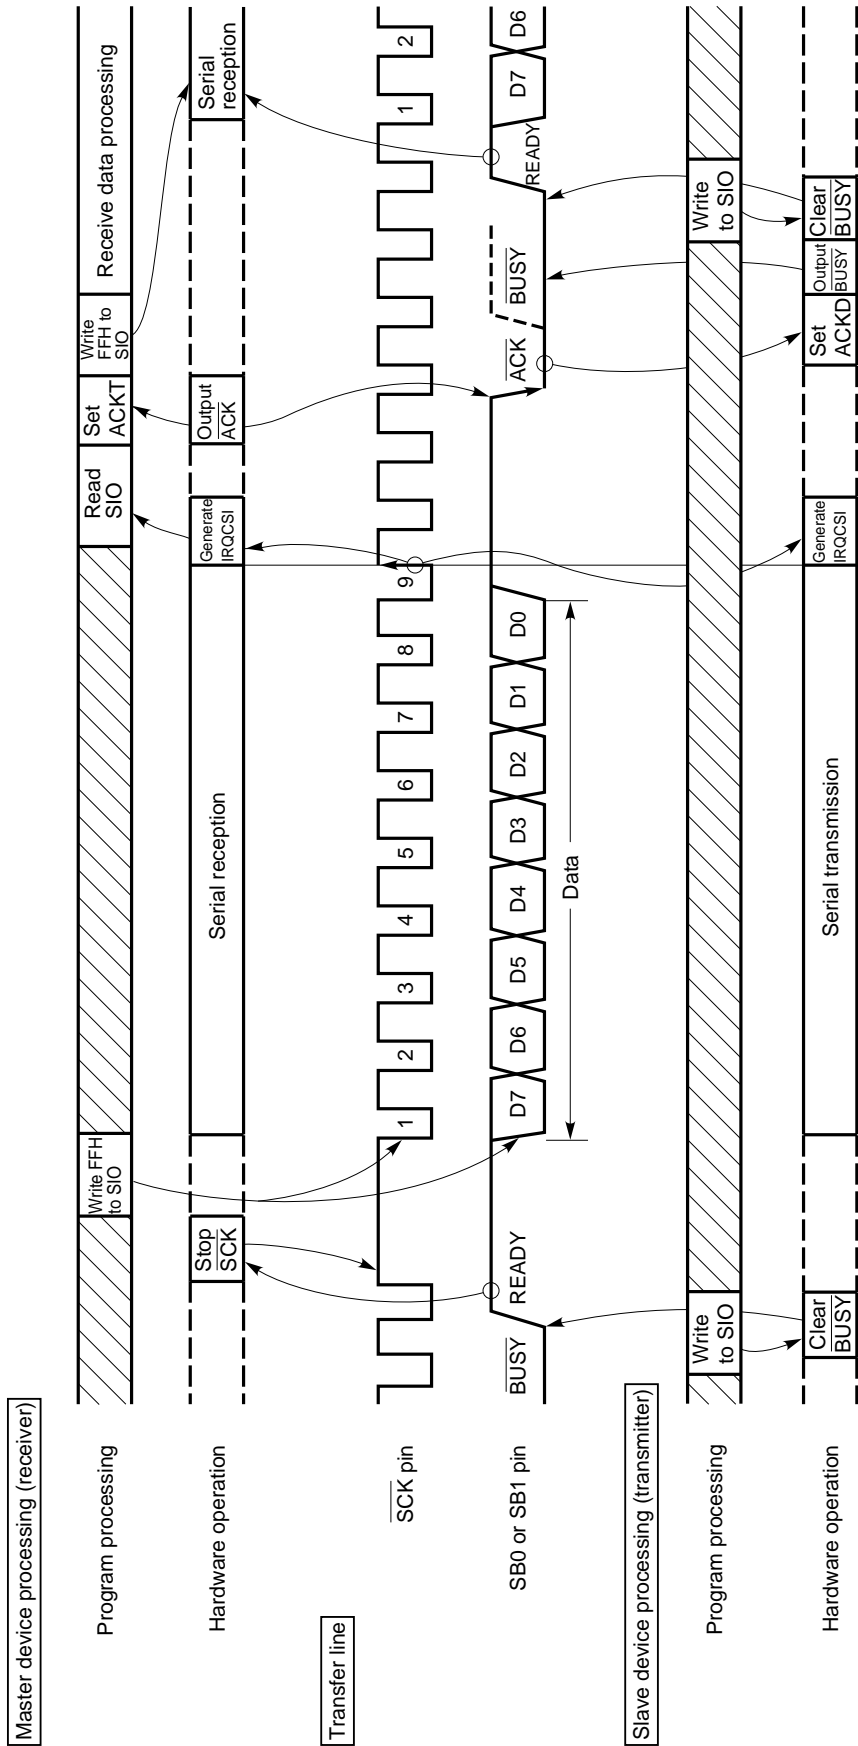 Master device processing (receiver)
Program processing
Write FFH
to SIO
Read
SIO
Set
ACKT
Write
FFH to
SIO
Receive data processing
Hardware operation
Stop
SCK
Serial reception
Generate
IRQCSI
Output
ACK
Serial
reception
Transfer line
SCK pin
1
2
3
4
5
6
7
8
9
1
2
SB0 or SB1 pin
BUSY
READY
D7
D6
D5
D4
D3
D2
D1
D0
ACK
BUSY
READY
D7
D6
Data
Slave device processing (transmitter)
Program processing
Write
to SIO
Write
to SIO
Hardware operation
Clear
BUSY
Serial transmission
Generate
IRQCSI
Set
ACKD
Output
BUSY
Clear
BUSY